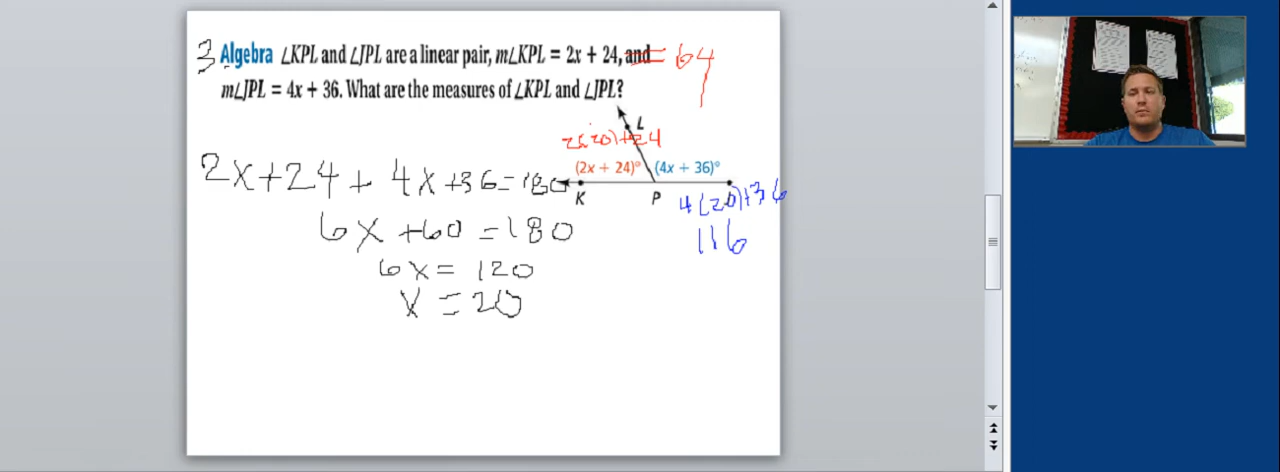 3 Algebra ∠KPL and ∠JPL are a linear pair, m∠KPL = 2x + 24, and = 64
m∠JPL = 4x + 36. What are the measures of ∠KPL and ∠JPL?
L
2(20)+24
(2x + 24)° (4x + 36)°
2x+24 + 4x+36=180
K P
4(20)+36
6x +60 =180
116
6x = 120
x = 20